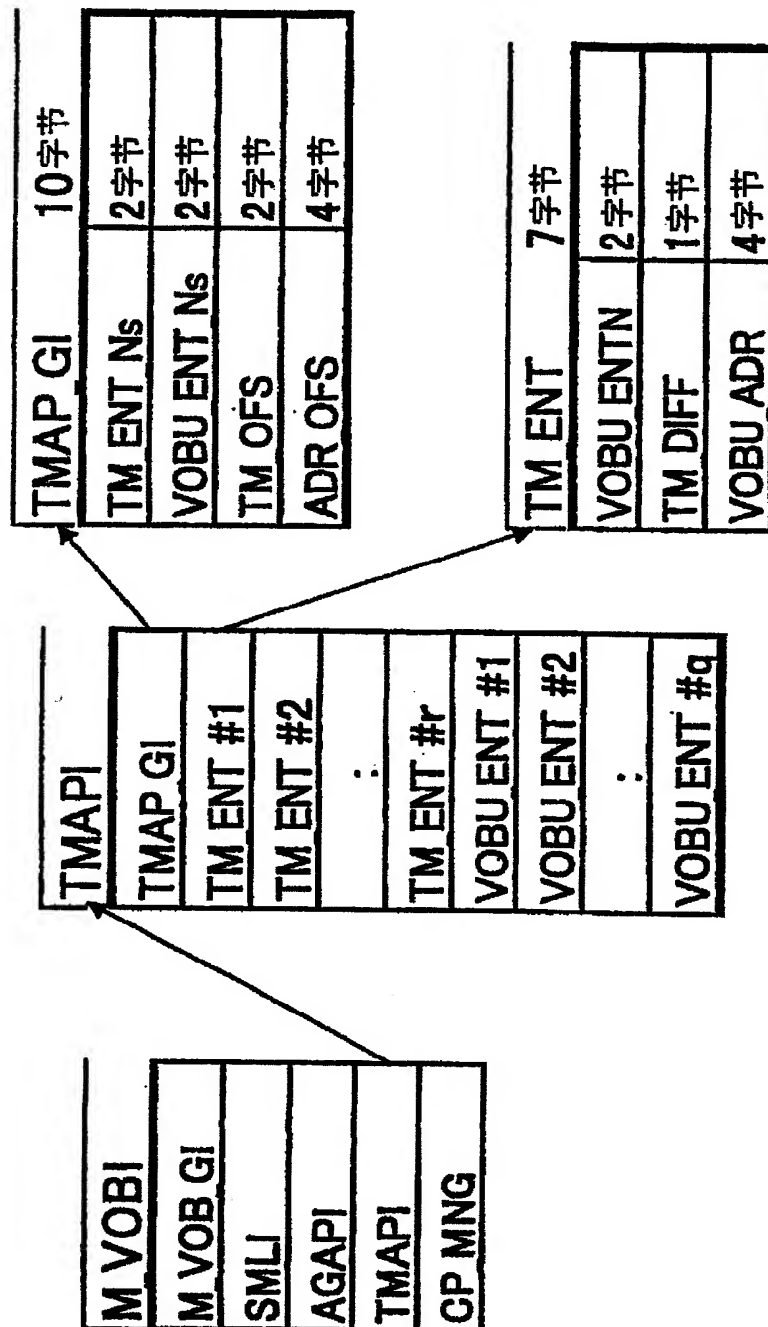 M VOBI
M VOB GI
SMLI
AGAPI
TMAPI
CP MNG
TMAPI
TMAP GI
TM ENT #1
TM ENT #2
:
TM ENT #r
VOBU ENT #1
VOBU ENT #2
:
VOBU ENT #q
TMAP GI 10字节
TM ENT Ns 2字节
VOBU ENT Ns 2字节
TM OFS 2字节
ADR OFS 4字节
TM ENT 7字节
VOBU ENTN 2字节
TM DIFF 1字节
VOBU ADR 4字节